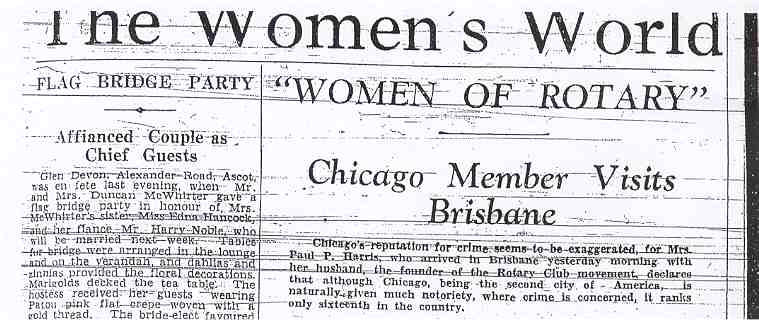 The Women's World
FLAG BRIDGE PARTY
Affianced Couple as
Chief Guests
Glen Devon, Alexander Road, Ascot,
was en fete last evening, when Mr.
and Mrs. Duncan McWhirter gave a
flag bridge party in honour of Mrs.
McWhirter's sister, Miss Edna Hancock,
and her fiance, Mr. Harry Noble, who
will be married next week. Tables
for bridge were arranged in the lounge
and on the verandah, and dahlias and
zinnias provided the floral decorations.
Marigolds decked the tea table. The
hostess received her guests wearing
Patou pink flat crepe woven with a
gold thread. The bride-elect favoured
"WOMEN OF ROTARY"
Chicago Member Visits
Brisbane
Chicago's reputation for crime seems to be exaggerated, for Mrs.
Paul P. Harris, who arrived in Brisbane yesterday morning with
her husband, the founder of the Rotary Club movement, declares
that although Chicago, being the second city of America, is
naturally given much notoriety, where crime is concerned, it ranks
only sixteenth in the country.